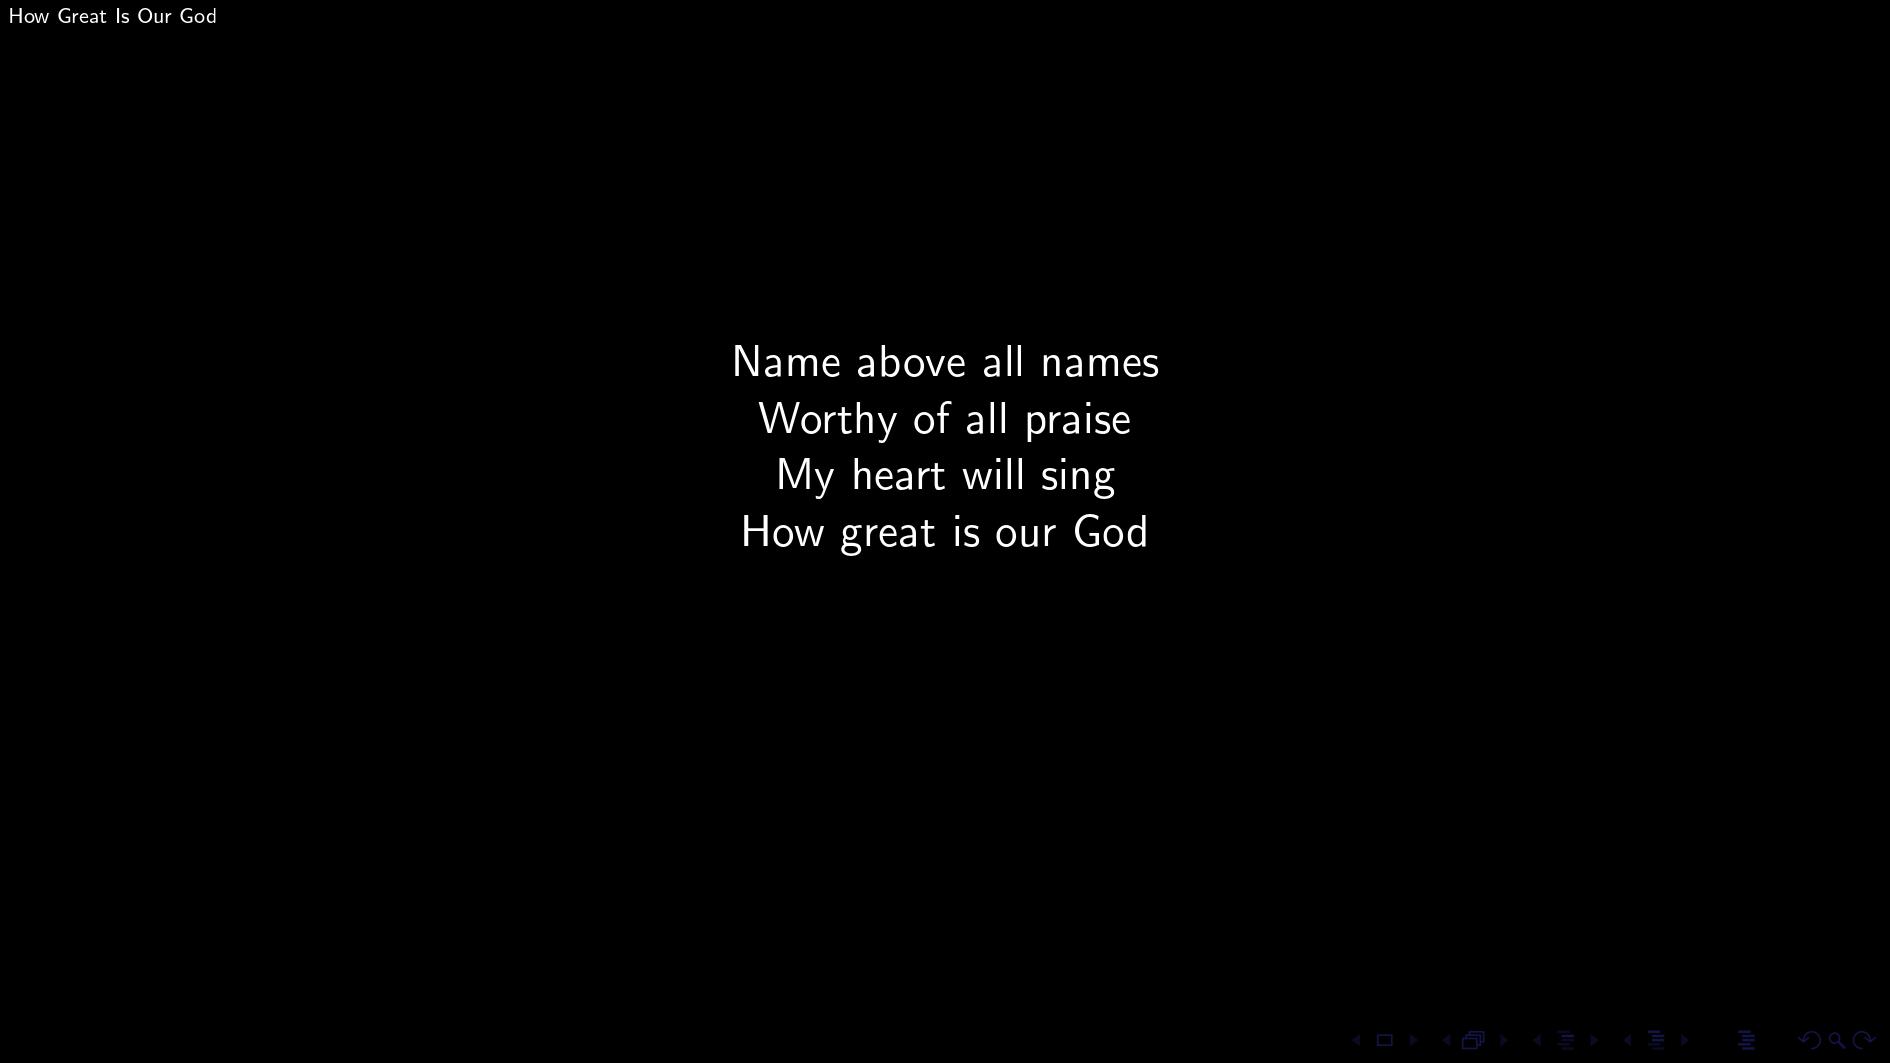 How Great Is Our God
Name above all names
Worthy of all praise
My heart will sing
How great is our God